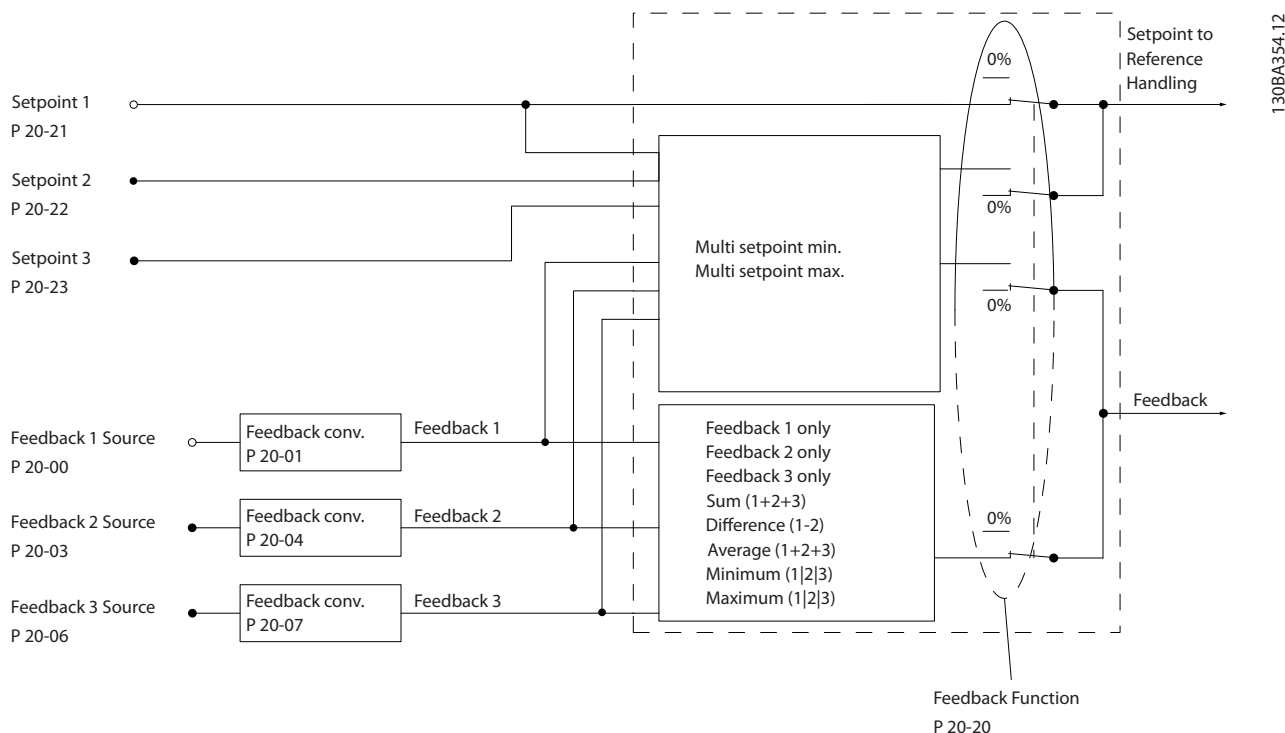 130BA354.12
Setpoint to
Reference
Handling
0%
Setpoint 1
P 20-21
Setpoint 2
P 20-22
0%
Setpoint 3
P 20-23
Multi setpoint min.
Multi setpoint max.
0%
Feedback
Feedback 1 Source
P 20-00
Feedback conv.
P 20-01
Feedback 1
Feedback 2 Source
P 20-03
Feedback conv.
P 20-04
Feedback 2
Feedback 3 Source
P 20-06
Feedback conv.
P 20-07
Feedback 3
Feedback 1 only
Feedback 2 only
Feedback 3 only
Sum (1+2+3)
Difference (1-2)
Average (1+2+3)
Minimum (1|2|3)
Maximum (1|2|3)
0%
Feedback Function
P 20-20